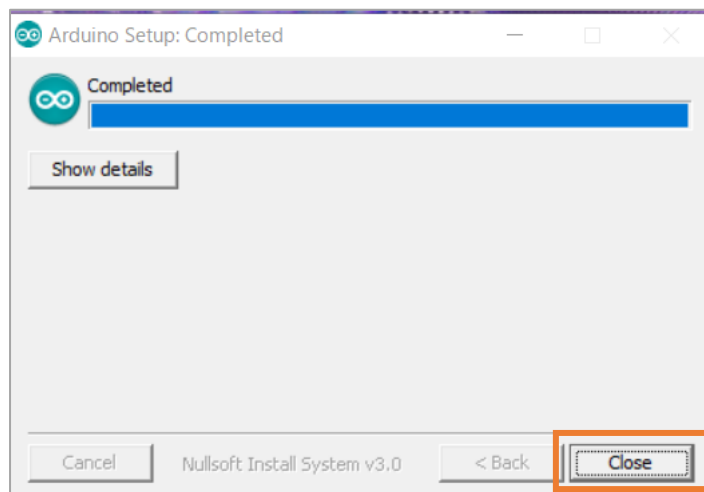 Arduino Setup: Completed
Completed
Show details
Cancel
Nullsoft Install System v3.0
< Back
Close